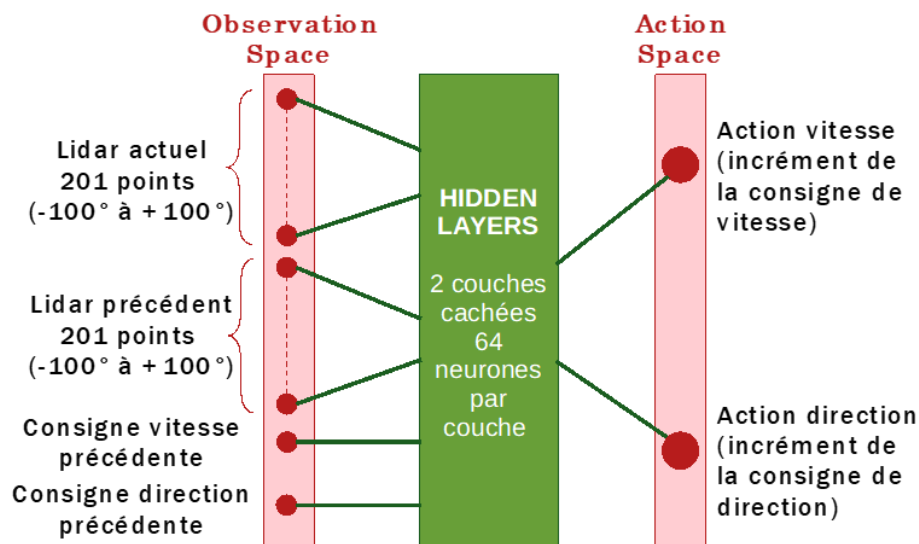 Observation
Space
Lidar actuel
201 points
(-100° à + 100°)
Lidar précédent
201 points
(-100° à + 100°)
Consigne vitesse
précédente
Consigne direction
précédente
HIDDEN
LAYERS
2 couches
cachées
64
neurones
par
couche
Action
Space
Action vitesse
(incrément de
la consigne de
vitesse)
Action direction
(incrément de
la consigne de
direction)